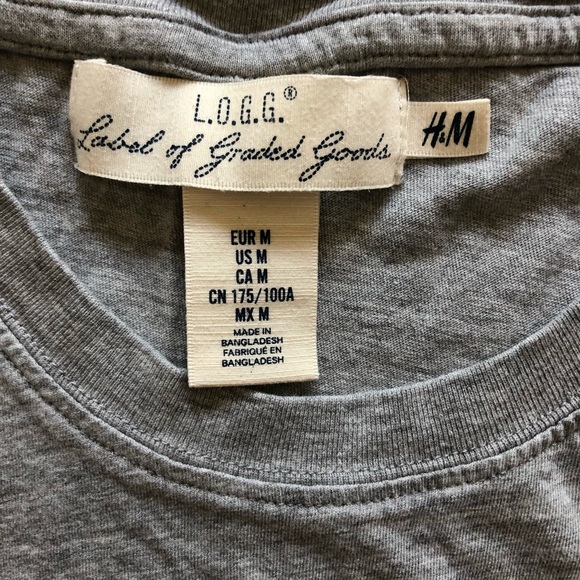 L.O.G.G.®
Label of Graded Goods
H&M
EUR M
US M
CA M
CN 175/100A
MX M
MADE IN
BANGLADESH
FABRIQUÉ EN
BANGLADESH